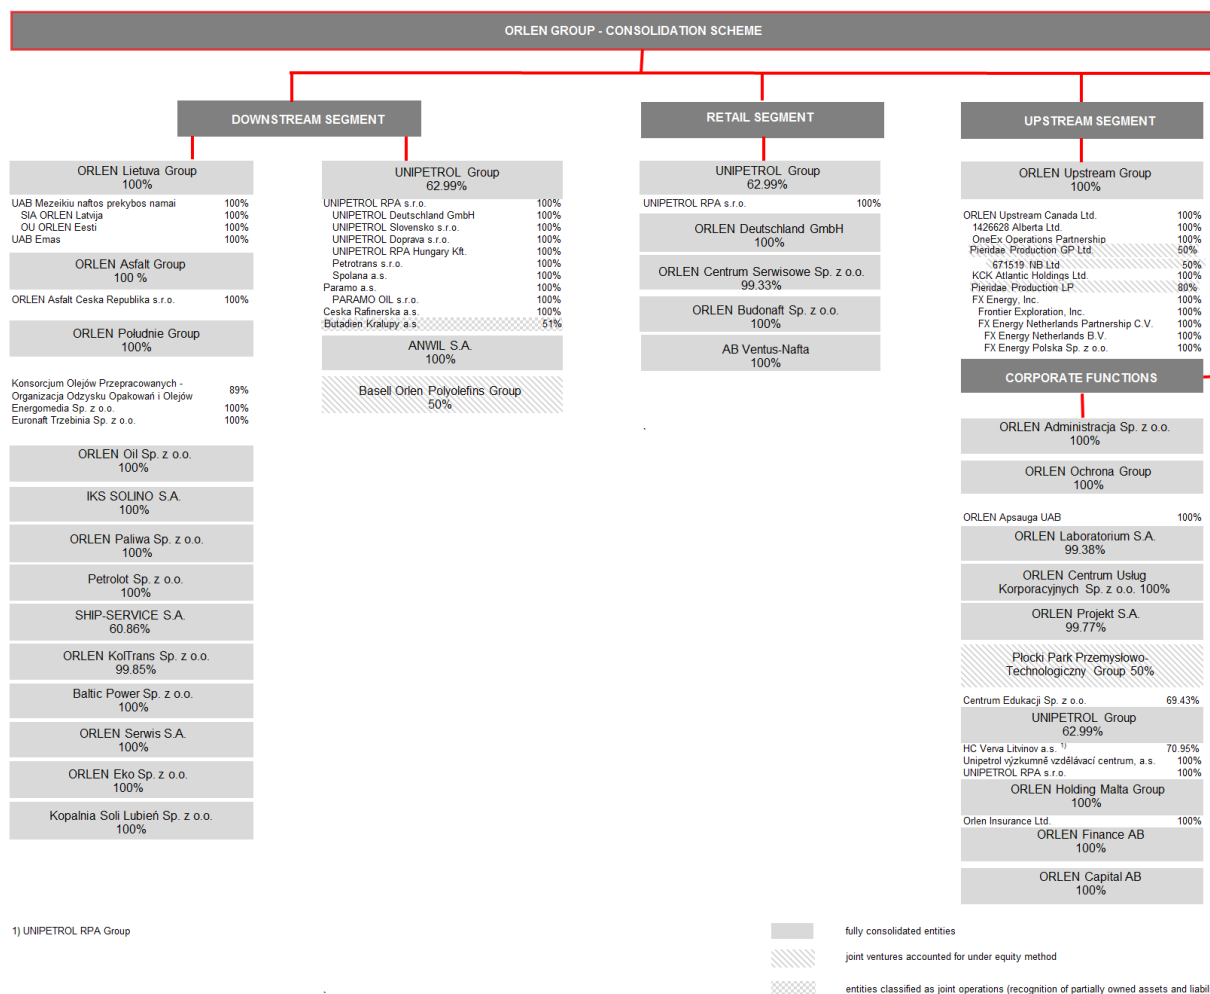 ORLEN GROUP - CONSOLIDATION SCHEME
DOWNSTREAM SEGMENT
ORLEN Lietuva Group
100%
UAB Mezeikiu naftos prekybos namai 100%
SIA ORLEN Latvija 100%
OU ORLEN Eesti 100%
UAB Emas 100%
ORLEN Asfalt Group
100 %
ORLEN Asfalt Ceska Republika s.r.o. 100%
ORLEN Południe Group
100%
Konsorcjum Olejów Przepracowanych -
Organizacja Odzysku Opakowań i Olejów 89%
Energomedia Sp. z o.o. 100%
Euronaft Trzebinia Sp. z o.o. 100%
ORLEN Oil Sp. z o.o.
100%
IKS SOLINO S.A.
100%
ORLEN Paliwa Sp. z o.o.
100%
Petrolot Sp. z o.o.
100%
SHIP-SERVICE S.A.
60.86%
ORLEN KolTrans Sp. z o.o.
99.85%
Baltic Power Sp. z o.o.
100%
ORLEN Serwis S.A.
100%
ORLEN Eko Sp. z o.o.
100%
Kopalnia Soli Lubień Sp. z o.o.
100%
UNIPETROL Group
62.99%
UNIPETROL RPA s.r.o. 100%
UNIPETROL Deutschland GmbH 100%
UNIPETROL Slovensko s.r.o. 100%
UNIPETROL Doprava s.r.o. 100%
UNIPETROL RPA Hungary Kft. 100%
Petrotrans s.r.o. 100%
Spolana a.s. 100%
Paramo a.s. 100%
PARAMO OIL s.r.o. 100%
Ceska Rafinerska a.s. 100%
Butadien Kralupy a.s. 51%
ANWIL S.A.
100%
Basell Orlen Polyolefins Group
50%
RETAIL SEGMENT
UNIPETROL Group
62.99%
UNIPETROL RPA s.r.o. 100%
ORLEN Deutschland GmbH
100%
ORLEN Centrum Serwisowe Sp. z o.o.
99.33%
ORLEN Budonaft Sp. z o.o.
100%
AB Ventus-Nafta
100%
UPSTREAM SEGMENT
ORLEN Upstream Group
100%
ORLEN Upstream Canada Ltd. 100%
1426628 Alberta Ltd. 100%
OneEx Operations Partnership 100%
Pieridae Production GP Ltd. 50%
671519 NB Ltd 50%
KCK Atlantic Holdings Ltd. 100%
Pieridae Production LP 80%
FX Energy, Inc. 100%
Frontier Exploration, Inc. 100%
FX Energy Netherlands Partnership C.V. 100%
FX Energy Netherlands B.V. 100%
FX Energy Polska Sp. z o.o. 100%
CORPORATE FUNCTIONS
ORLEN Administracja Sp. z o.o.
100%
ORLEN Ochrona Group
100%
ORLEN Apsauga UAB 100%
ORLEN Laboratorium S.A.
99.38%
ORLEN Centrum Usług
Korporacyjnych Sp. z o.o. 100%
ORLEN Projekt S.A.
99.77%
Płocki Park Przemysłowo-
Technologiczny Group 50%
Centrum Edukacji Sp. z o.o. 69.43%
UNIPETROL Group
62.99%
HC Verva Litvinov a.s. 1) 70.95%
Unipetrol výzkumně vzdělávací centrum, a.s. 100%
UNIPETROL RPA s.r.o. 100%
ORLEN Holding Malta Group
100%
Orlen Insurance Ltd. 100%
ORLEN Finance AB
100%
ORLEN Capital AB
100%
1) UNIPETROL RPA Group
fully consolidated entities
joint ventures accounted for under equity method
entities classified as joint operations (recognition of partially owned assets and liabil